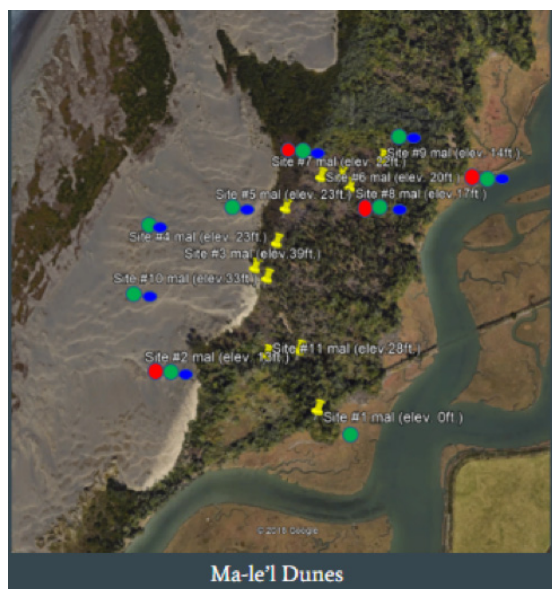 Site #9 mal (elev. 14ft.)
Site #7 mal (elev. 22ft.)
Site #6 mal (elev. 20ft.)
Site #5 mal (elev. 23ft.)
Site #8 mal (elev.17ft.)
Site #4 mal (elev. 23ft.)
Site #3 mal (elev.39ft.)
Site #10 mal (elev.33ft.)
Site #11 mal (elev.28ft.)
Site #2 mal (elev. 13ft.)
Site #1 mal (elev. 0ft.)
© 2016 Google
Ma-le'l Dunes